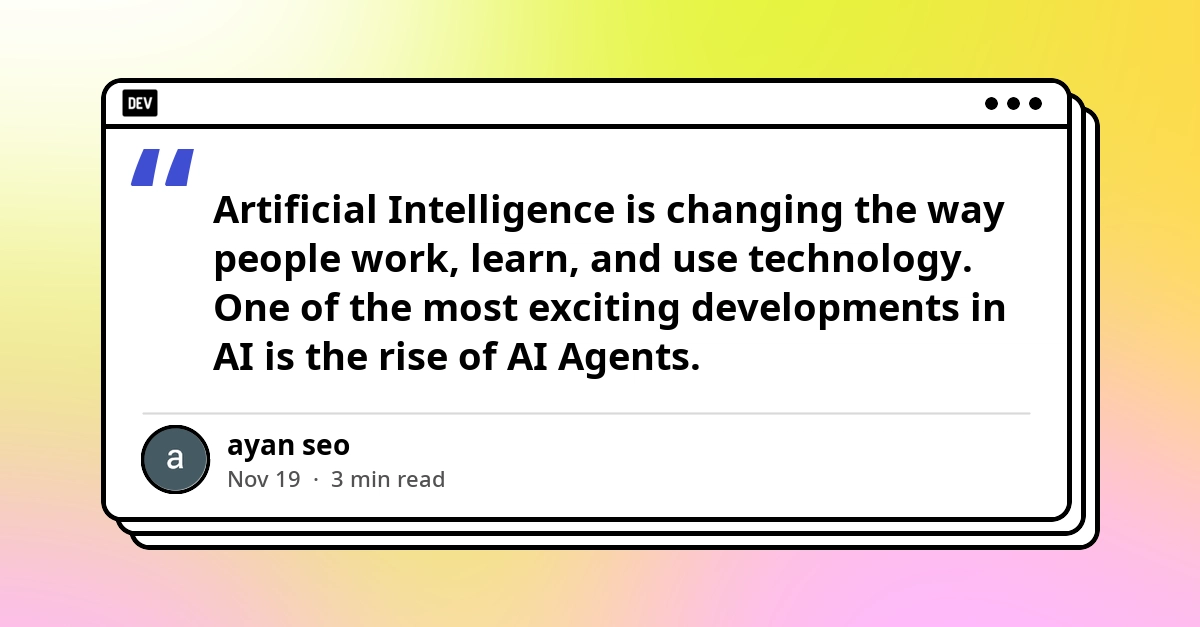 DEV
Artificial Intelligence is changing the way
people work, learn, and use technology.
One of the most exciting developments in
AI is the rise of AI Agents.
a
ayan seo
Nov 19 · 3 min read